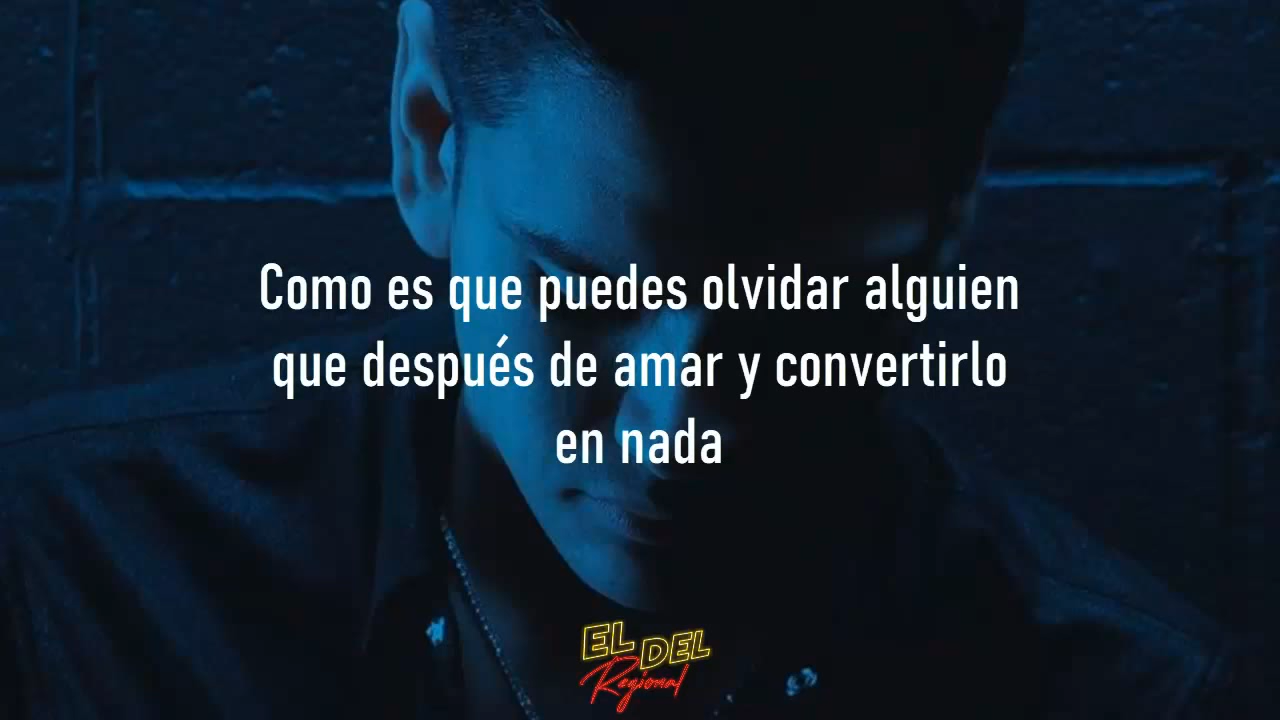 Como es que puedes olvidar alguien
que después de amar y convertirlo
en nada
EL DEL
Regional